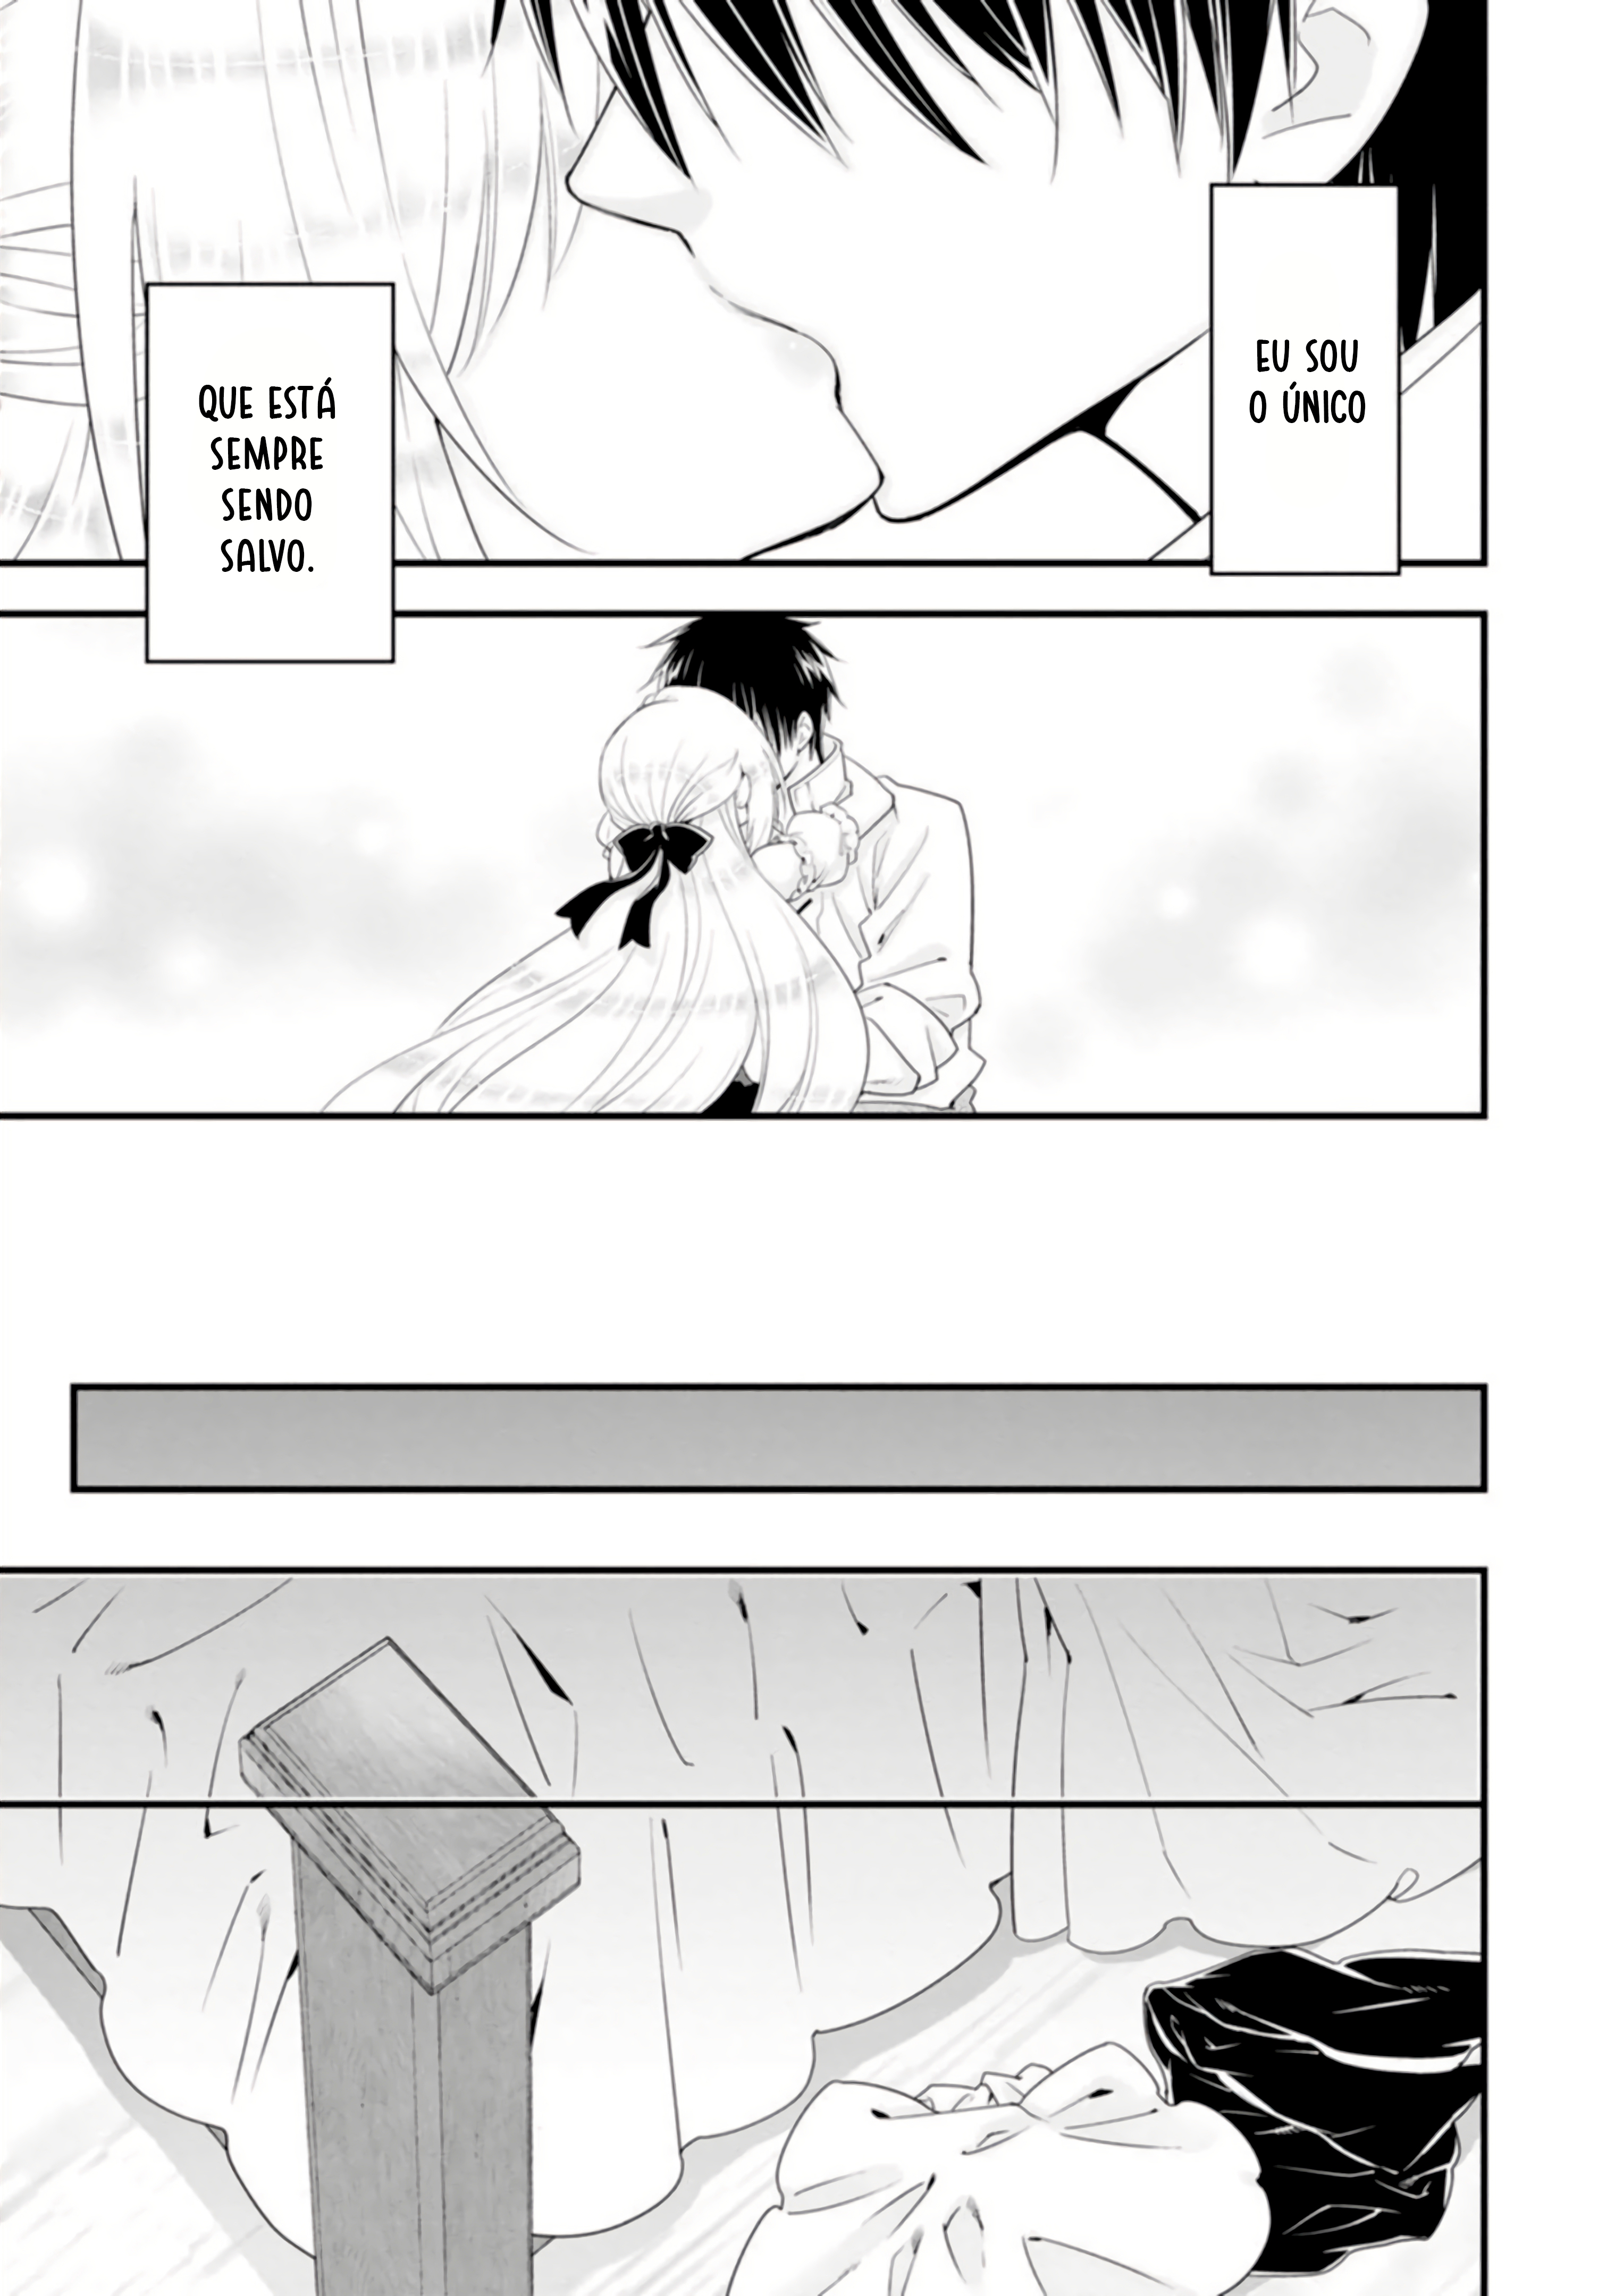 EU SOU
O ÚNICO
QUE ESTÁ
SEMPRE
SENDO
SALVO.